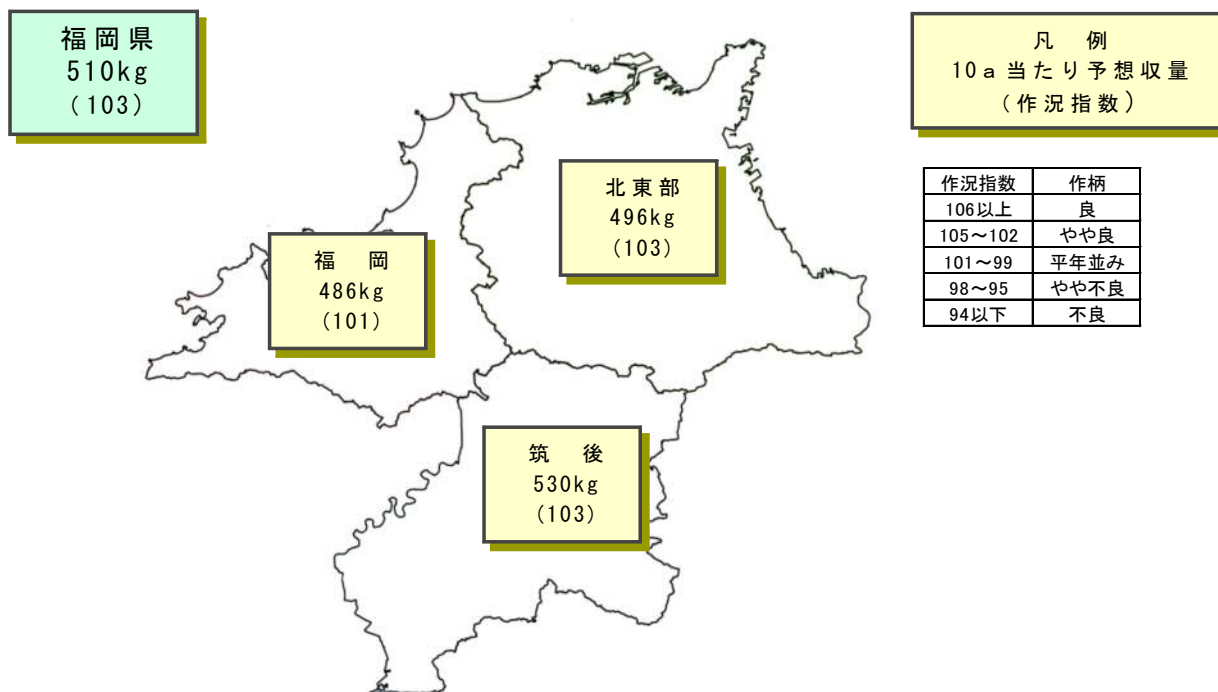 福岡県
510kg
(103)
凡 例
10a当たり予想収量
(作況指数)
北東部
496kg
(103)
作況指数 作柄
106以上 良
105～102 やや良
101～99 平年並み
98～95 やや不良
94以下 不良
福 岡
486kg
(101)
筑 後
530kg
(103)